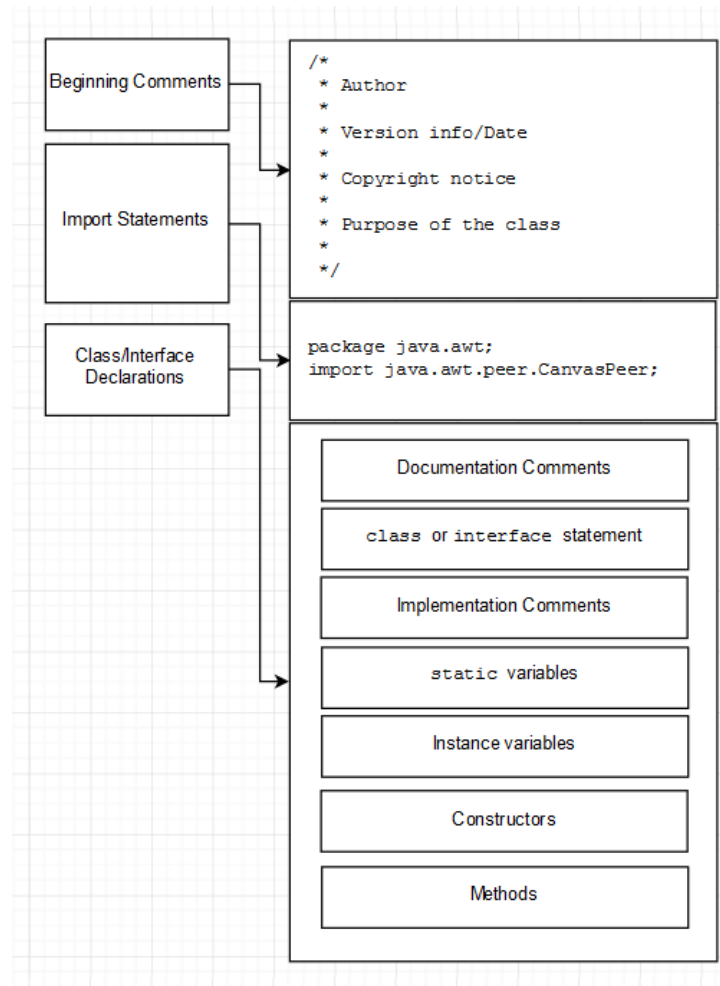 Beginning Comments
Import Statements
Class/Interface
Declarations
/*
* Author
*
* Version info/Date
*
* Copyright notice
*
* Purpose of the class
*
*/
package java.awt;
import java.awt.peer.CanvasPeer;
Documentation Comments
class or interface statement
Implementation Comments
static variables
Instance variables
Constructors
Methods